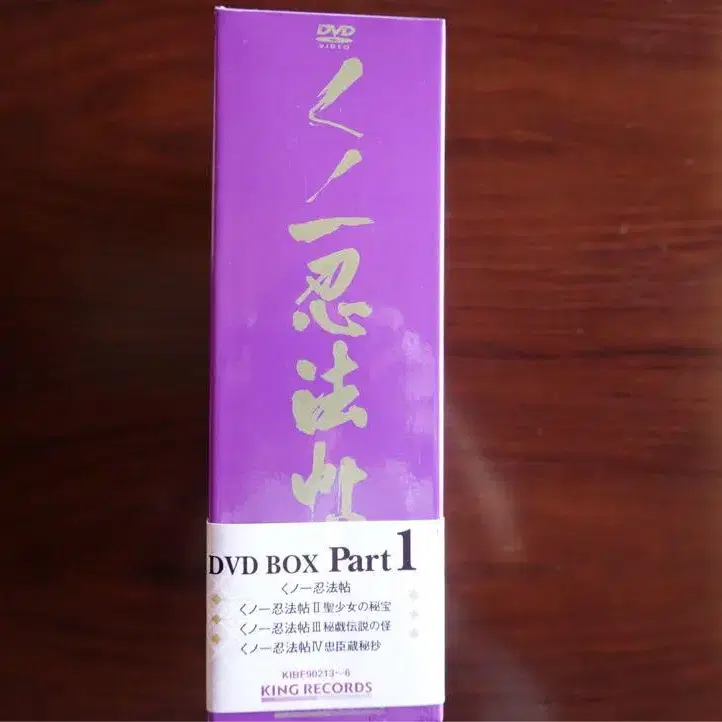 DVD
VIDEO
くノ一忍法帖
DVD BOX Part 1
くノ一忍法帖
くノ一忍法帖Ⅱ聖少女の秘宝
くノ一忍法帖Ⅲ秘戯伝説の怪
くノ一忍法帖Ⅳ忠臣蔵秘抄
KIBF90213~6
KING RECORDS